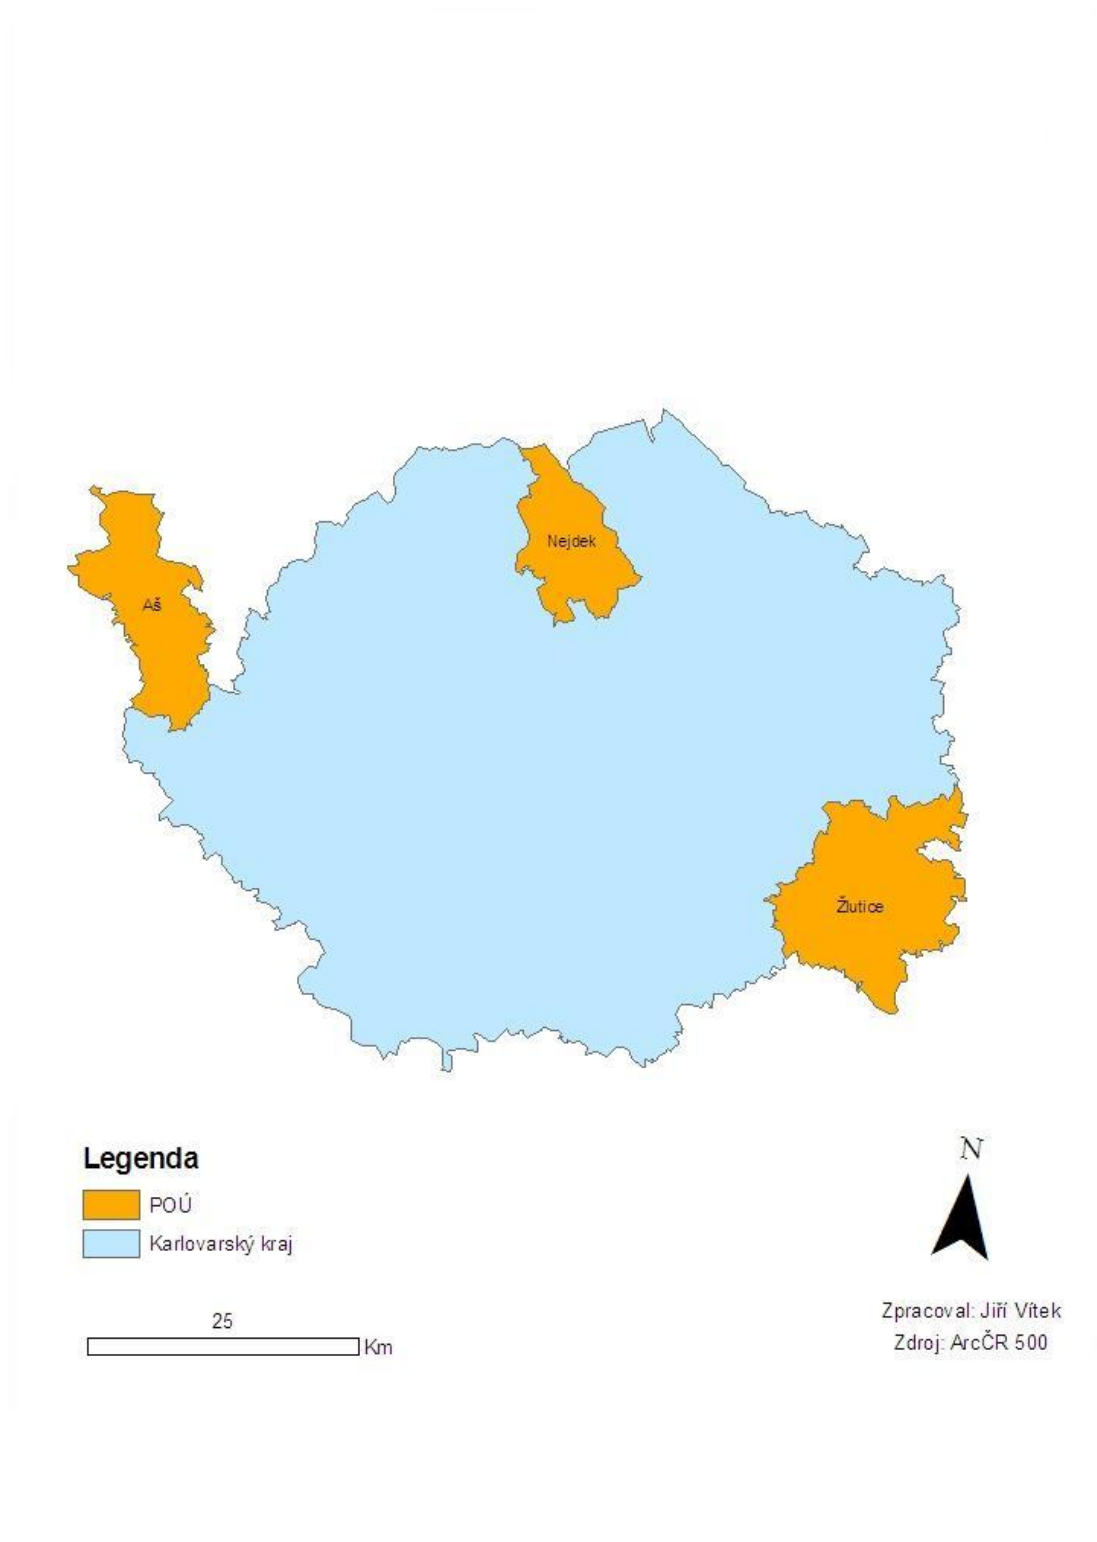 Nejdek
Aš
Žlutice
Legenda
POÚ
Karlovarský kraj
25
Km
N
Zpracoval: Jiří Vítek
Zdroj: ArcČR 500